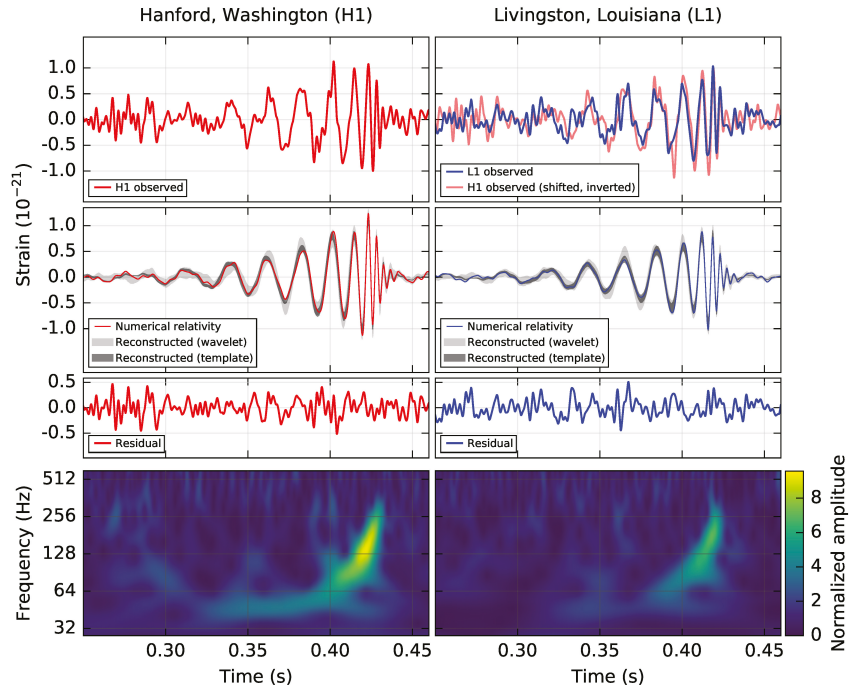 Hanford, Washington (H1)
Livingston, Louisiana (L1)
Strain (10⁻²¹)
1.0
0.5
0.0
-0.5
-1.0
H1 observed
L1 observed
H1 observed (shifted, inverted)
1.0
0.5
0.0
-0.5
-1.0
Numerical relativity
Reconstructed (wavelet)
Reconstructed (template)
Numerical relativity
Reconstructed (wavelet)
Reconstructed (template)
0.5
0.0
-0.5
Residual
Residual
Frequency (Hz)
512
256
128
64
32
0.30
0.35
0.40
0.45
Time (s)
0.30
0.35
0.40
0.45
Time (s)
8
6
4
2
0
Normalized amplitude